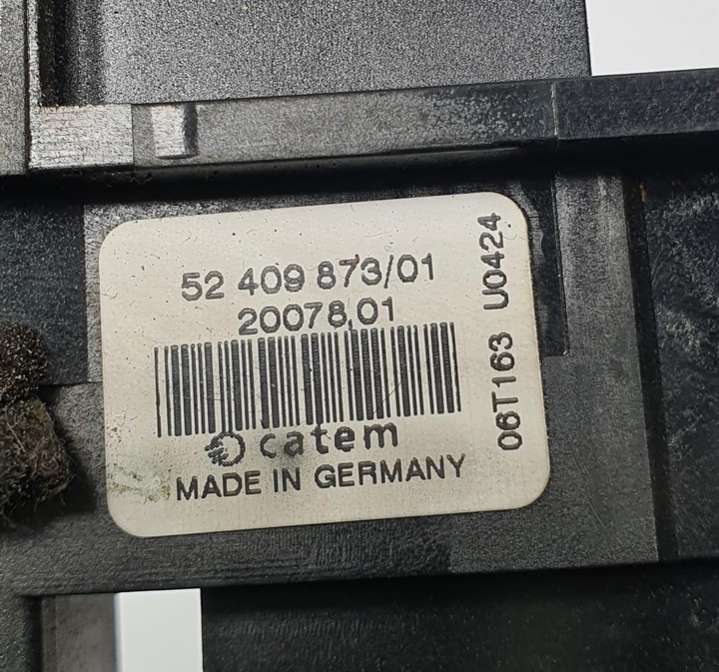 52 409 873/01
20078,01
catem
MADE IN GERMANY
06T163 U0424